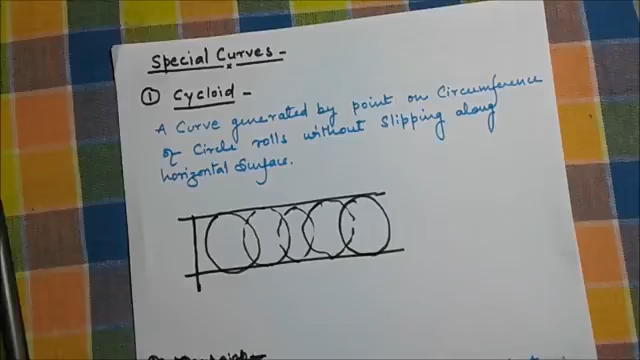 Special Curves -
① Cycloid -
A Curve generated by point on Circumference
of Circle rolls without Slipping along
horizontal Surface.